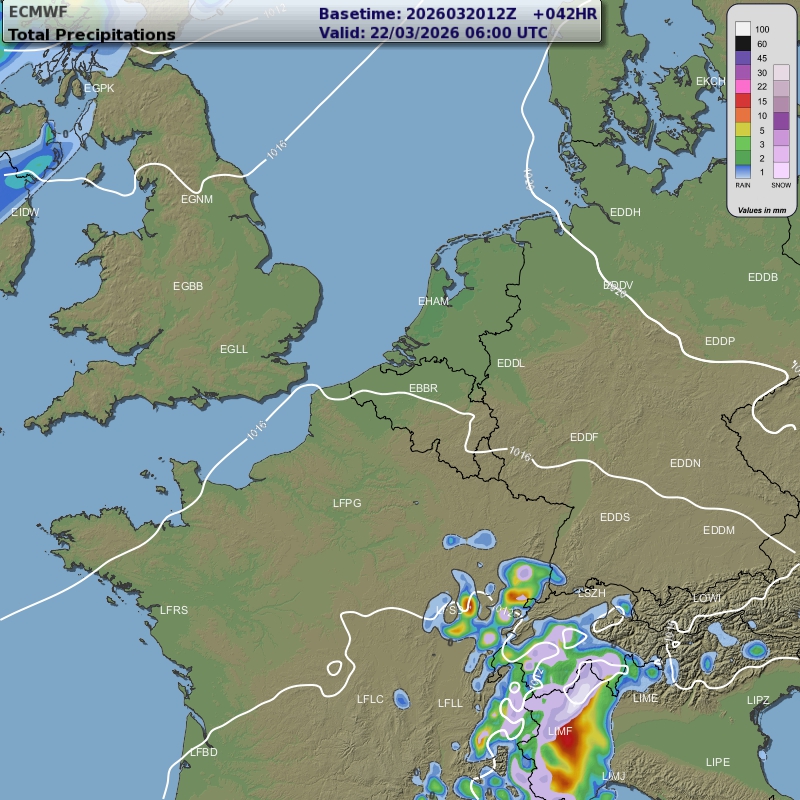 ECMWF
Total Precipitations
Basetime: 2026032012Z +042HR
Valid: 22/03/2026 06:00 UTC
1012
100
60
45
30
22
15
10
5
3
2
1
RAIN
SNOW
Values in mm
EGPK
EKCH
1016
EIDW
EGNM
EDDH
EGBB
EHAM
EDDV
1020
EDDB
EGLL
EDDL
EDDP
EBBR
1016
1016
EDDF
EDDN
LFPG
EDDS
EDDM
LFRS
LSZH
LOWI
LFLC
LFLL
LIME
LIPZ
LIMF
LFBD
LIPE
LIMJ